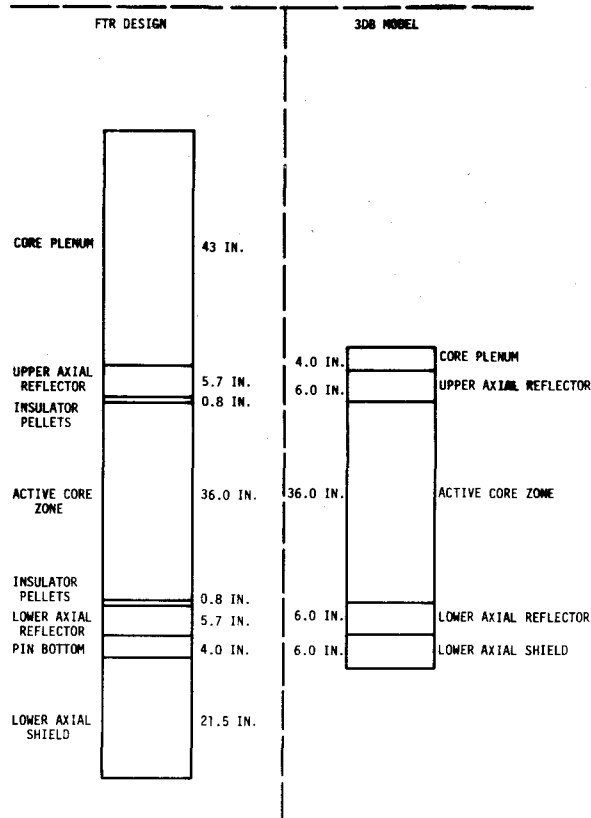 FTR DESIGN
3DB MODEL
CORE PLENUM
43 IN.
UPPER AXIAL
REFLECTOR
5.7 IN.
INSULATOR
PELLETS
0.8 IN.
ACTIVE CORE
ZONE
36.0 IN.
INSULATOR
PELLETS
0.8 IN.
LOWER AXIAL
REFLECTOR
5.7 IN.
PIN BOTTOM
4.0 IN.
LOWER AXIAL
SHIELD
21.5 IN.
4.0 IN.
CORE PLENUM
6.0 IN.
UPPER AXIAL REFLECTOR
36.0 IN.
ACTIVE CORE ZONE
6.0 IN.
LOWER AXIAL REFLECTOR
6.0 IN.
LOWER AXIAL SHIELD